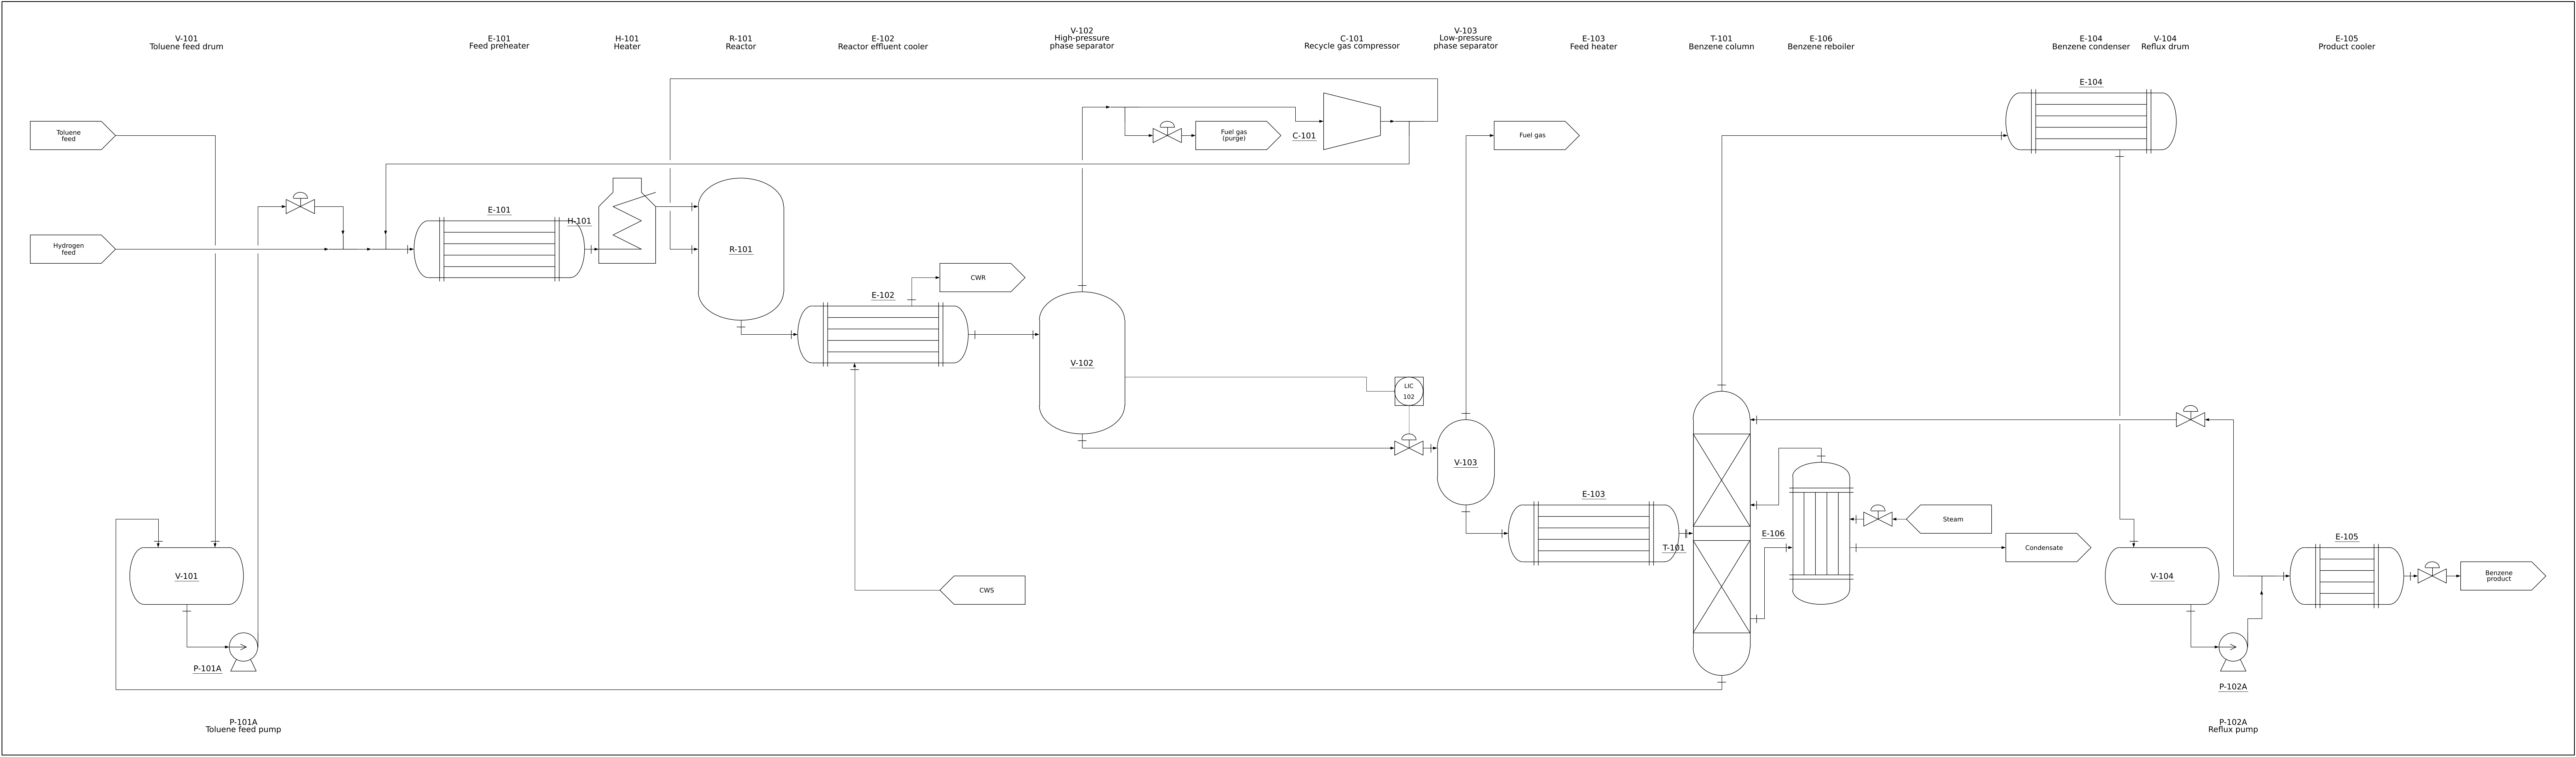 V-101
Toluene feed drum
E-101
Feed preheater
H-101
Heater
R-101
Reactor
E-102
Reactor effluent cooler
V-102
High-pressure
phase separator
C-101
Recycle gas compressor
V-103
Low-pressure
phase separator
E-103
Feed heater
T-101
Benzene column
E-106
Benzene reboiler
E-104
Benzene condenser
V-104
Reflux drum
E-105
Product cooler
E-104
Toluene
feed
Fuel gas
(purge)
C-101
Fuel gas
E-101
H-101
Hydrogen
feed
R-101
CWR
E-102
V-102
LIC
102
V-103
E-103
Steam
E-106
T-101
Condensate
E-105
V-101
CWS
V-104
Benzene
product
P-101A
P-102A
P-101A
Toluene feed pump
P-102A
Reflux pump